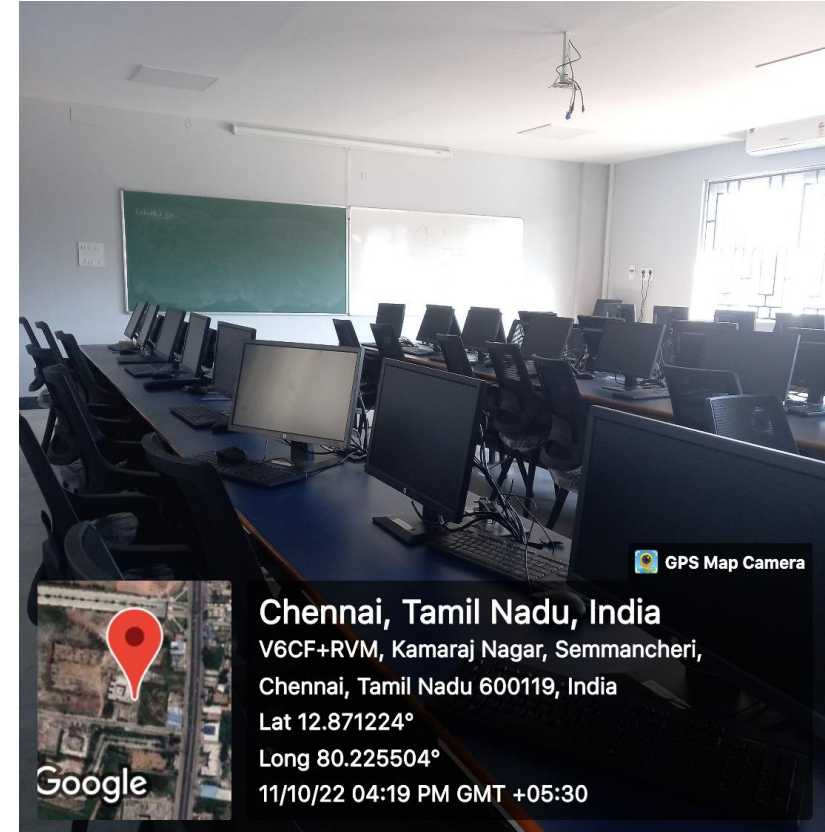 GPS Map Camera
Chennai, Tamil Nadu, India
V6CF+RVM, Kamaraj Nagar, Semmancheri,
Chennai, Tamil Nadu 600119, India
Lat 12.871224°
Long 80.225504°
11/10/22 04:19 PM GMT +05:30
Google